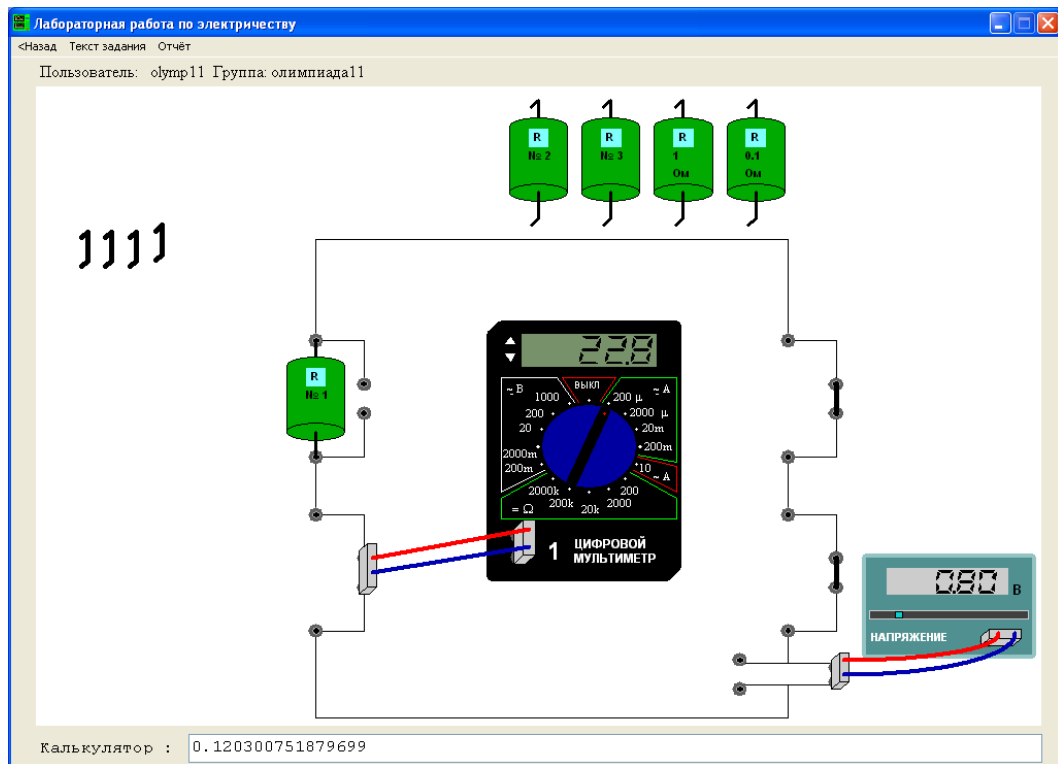 Лабораторная работа по электричеству
<Назад Текст задания Отчёт
Пользователь: olymp11 Группа: олимпиада11
R R R R
№ 2 № 3 1 0.1
Ом Ом
22.8
R
№ 1
~ В ВЫКЛ ~ А
1000 200 µ
200 2000 µ
20 20m
2000m 200m
200m 10 ~ А
2000k 200
= Ω 200k 20k 2000
1 ЦИФРОВОЙ
МУЛЬТИМЕТР
0.80 В
НАПРЯЖЕНИЕ
Калькулятор : 0.120300751879699